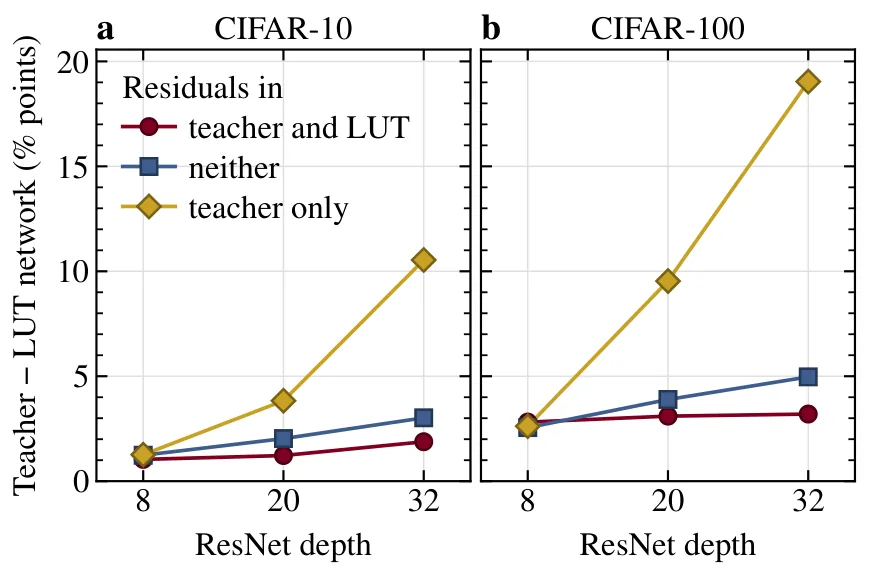 a
CIFAR-10
b
CIFAR-100
Teacher – LUT network (% points)
20
15
10
5
0
Residuals in
teacher and LUT
neither
teacher only
8
20
32
8
20
32
ResNet depth
ResNet depth